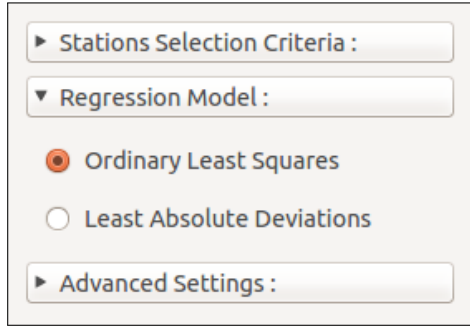 Stations Selection Criteria :
Regression Model :
Ordinary Least Squares
Least Absolute Deviations
Advanced Settings :